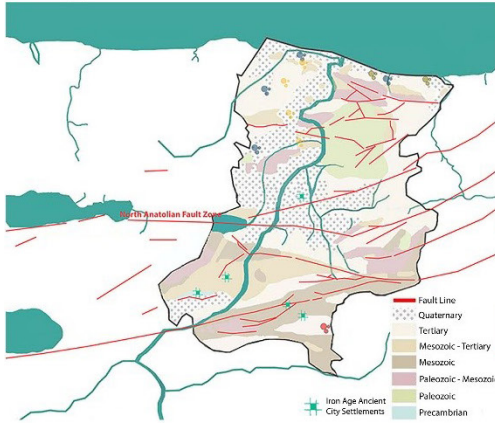 North Anatolian Fault Zone
Fault Line
Quaternary
Tertiary
Mesozoic - Tertiary
Mesozoic
Paleozoic - Mesozoic
Paleozoic
Precambrian
Iron Age Ancient
City Settlements